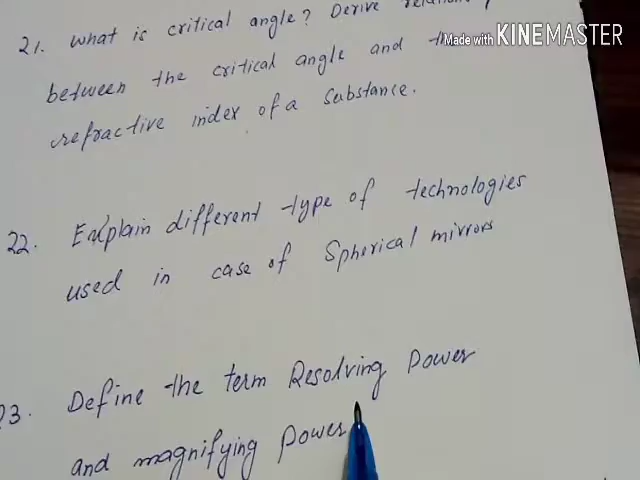 21. What is critical angle? Derive
between the critical angle and
refractive index of a substance.
Made with KINEMASTER
22. Explain different type of technologies
used in case of Spherical mirrors
23. Define the term Resolving Power
and magnifying Power